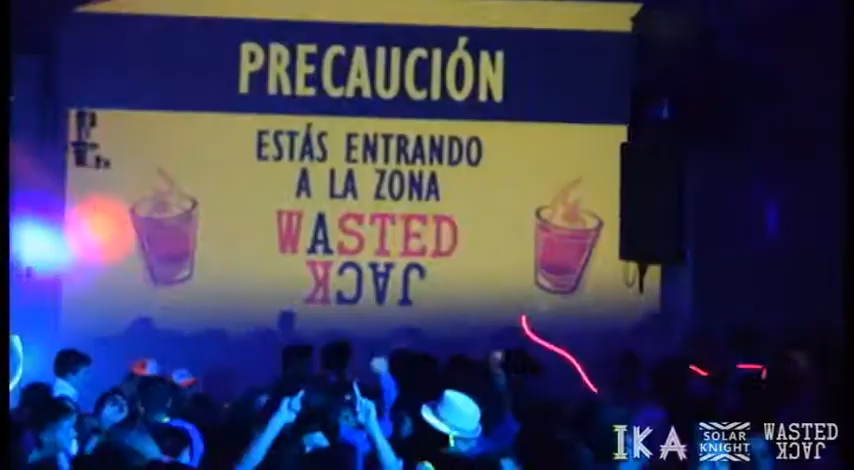 PRECAUCIÓN
ESTÁS ENTRANDO
A LA ZONA
WASTED
JACK
IKA
SOLAR
KNIGHT
WASTED
JACK